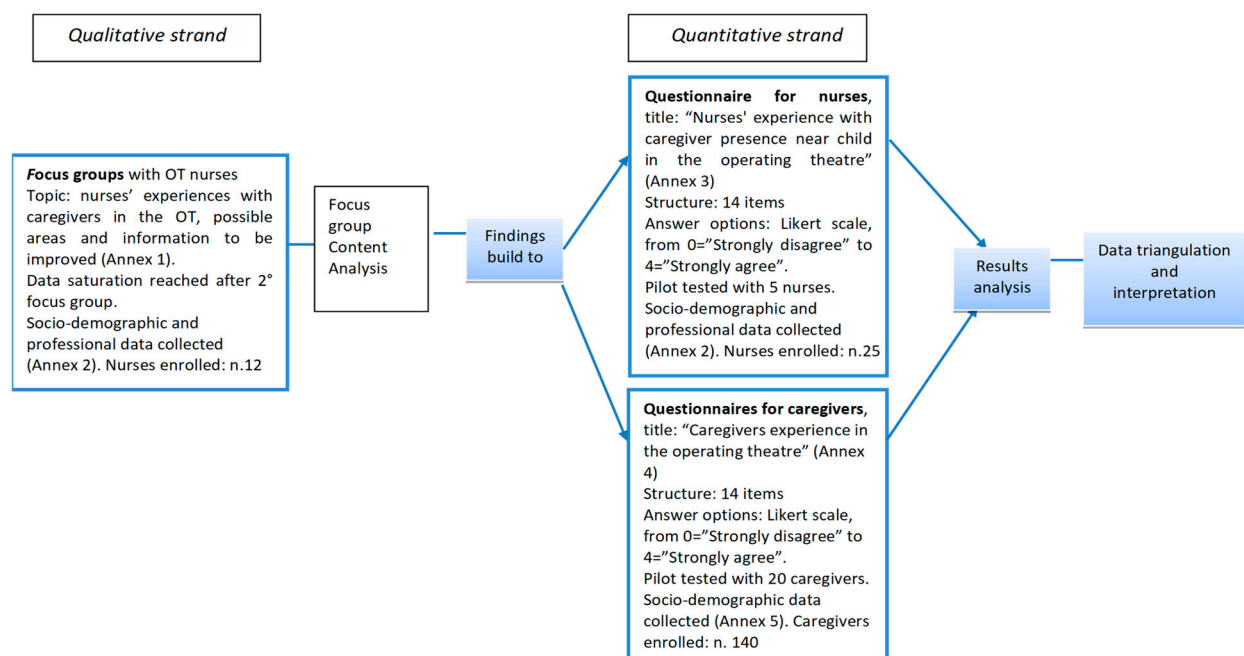 Qualitative strand
Quantitative strand
Focus groups with OT nurses
Topic: nurses’ experiences with
caregivers in the OT, possible
areas and information to be
improved (Annex 1).
Data saturation reached after 2°
focus group.
Socio-demographic and
professional data collected
(Annex 2). Nurses enrolled: n.12
Focus
group
Content
Analysis
Findings
build to
Questionnaire for nurses,
title: “Nurses' experience with
caregiver presence near child
in the operating theatre”
(Annex 3)
Structure: 14 items
Answer options: Likert scale,
from 0=”Strongly disagree” to
4=”Strongly agree”.
Pilot tested with 5 nurses.
Socio-demographic and
professional data collected
(Annex 2). Nurses enrolled: n.25
Questionnaires for caregivers,
title: “Caregivers experience in
the operating theatre” (Annex
4)
Structure: 14 items
Answer options: Likert scale,
from 0=”Strongly disagree” to
4=”Strongly agree”.
Pilot tested with 20 caregivers.
Socio-demographic data
collected (Annex 5). Caregivers
enrolled: n. 140
Results
analysis
Data triangulation
and
interpretation